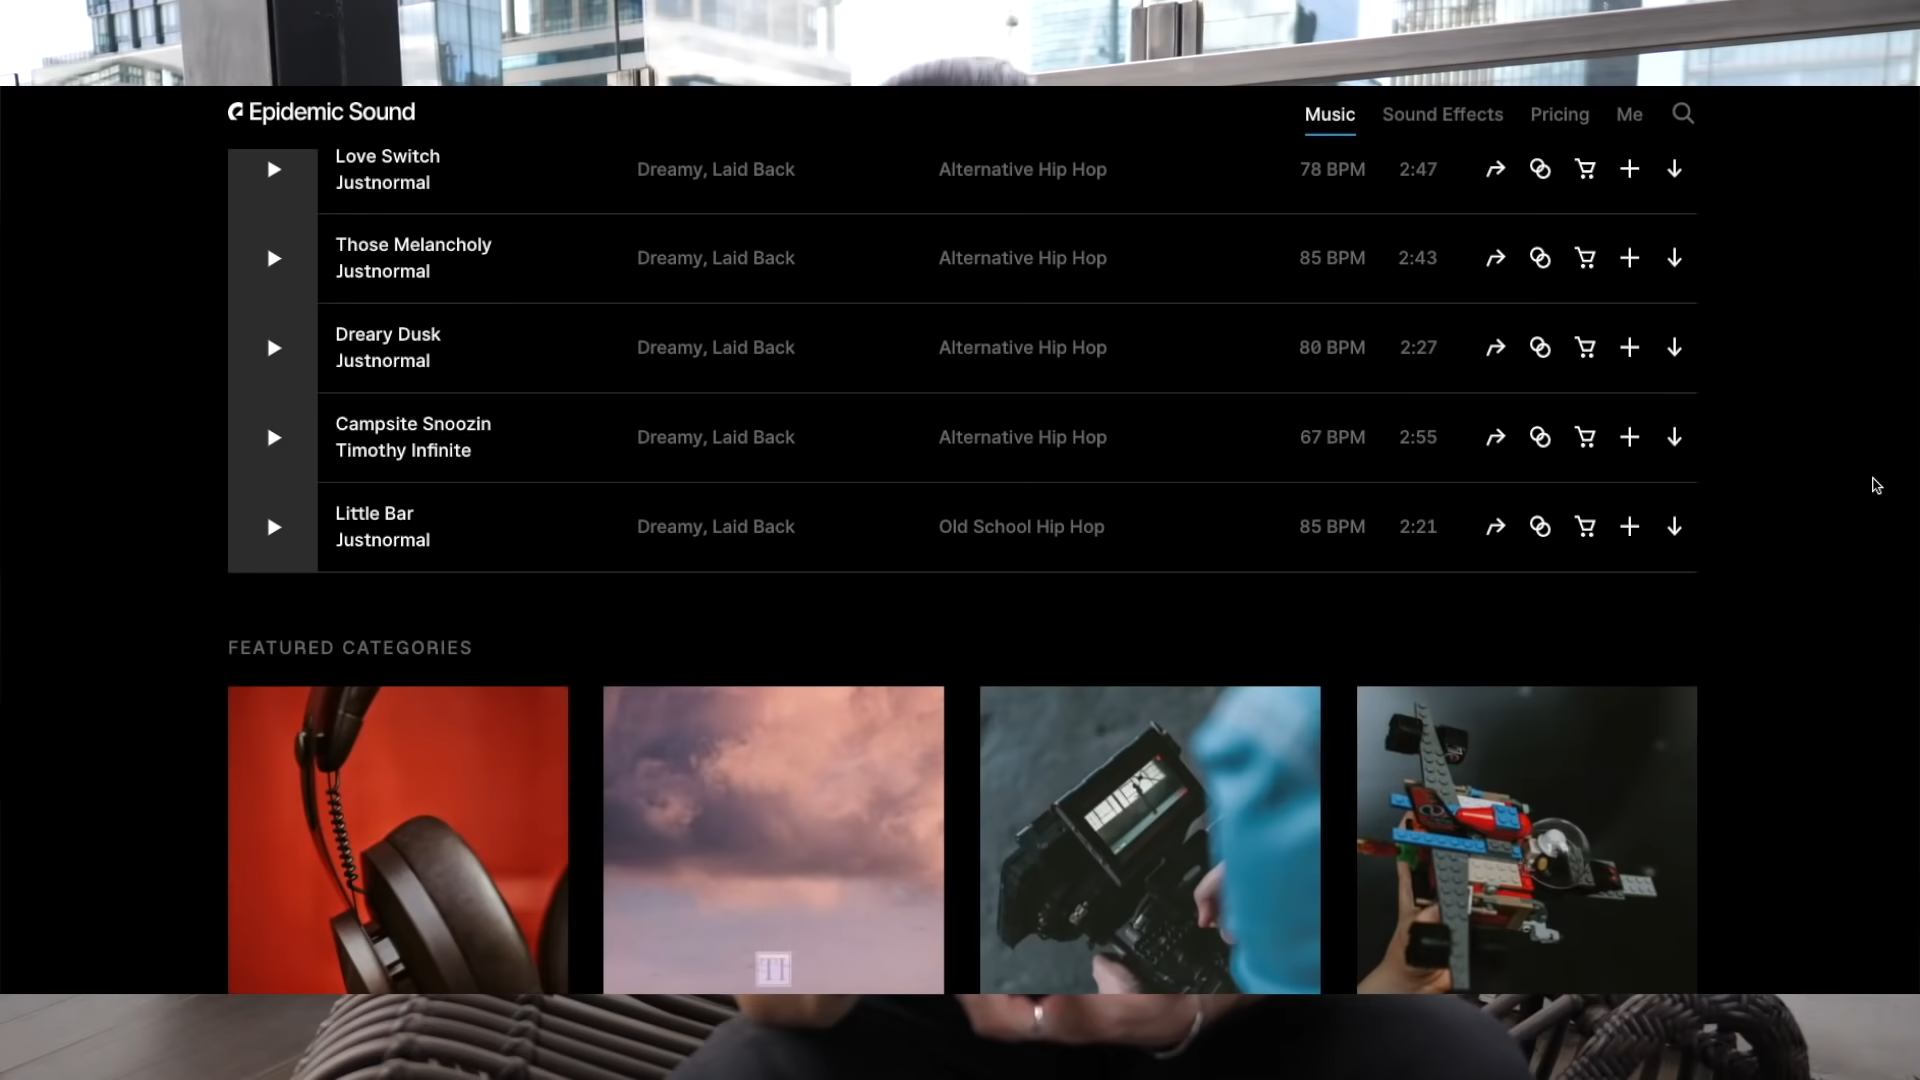 Epidemic Sound
Music Sound Effects Pricing Me
Love Switch
Justnormal
Dreamy, Laid Back Alternative Hip Hop 78 BPM 2:47
Those Melancholy
Justnormal
Dreamy, Laid Back Alternative Hip Hop 85 BPM 2:43
Dreary Dusk
Justnormal
Dreamy, Laid Back Alternative Hip Hop 80 BPM 2:27
Campsite Snoozin
Timothy Infinite
Dreamy, Laid Back Alternative Hip Hop 67 BPM 2:55
Little Bar
Justnormal
Dreamy, Laid Back Old School Hip Hop 85 BPM 2:21
FEATURED CATEGORIES